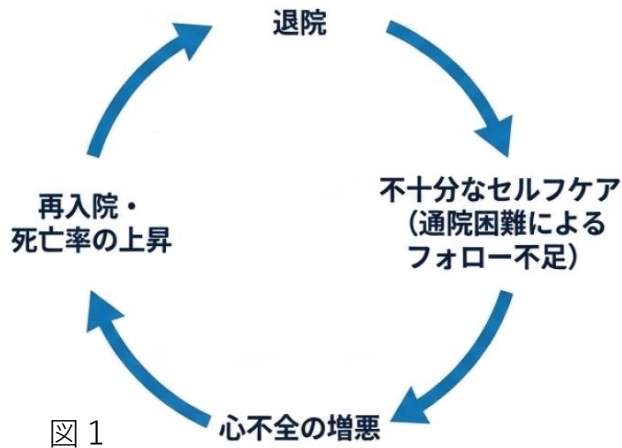 退院
不十分なセルフケア
（通院困難による
フォロー不足）
心不全の増悪
再入院・
死亡率の上昇
図1